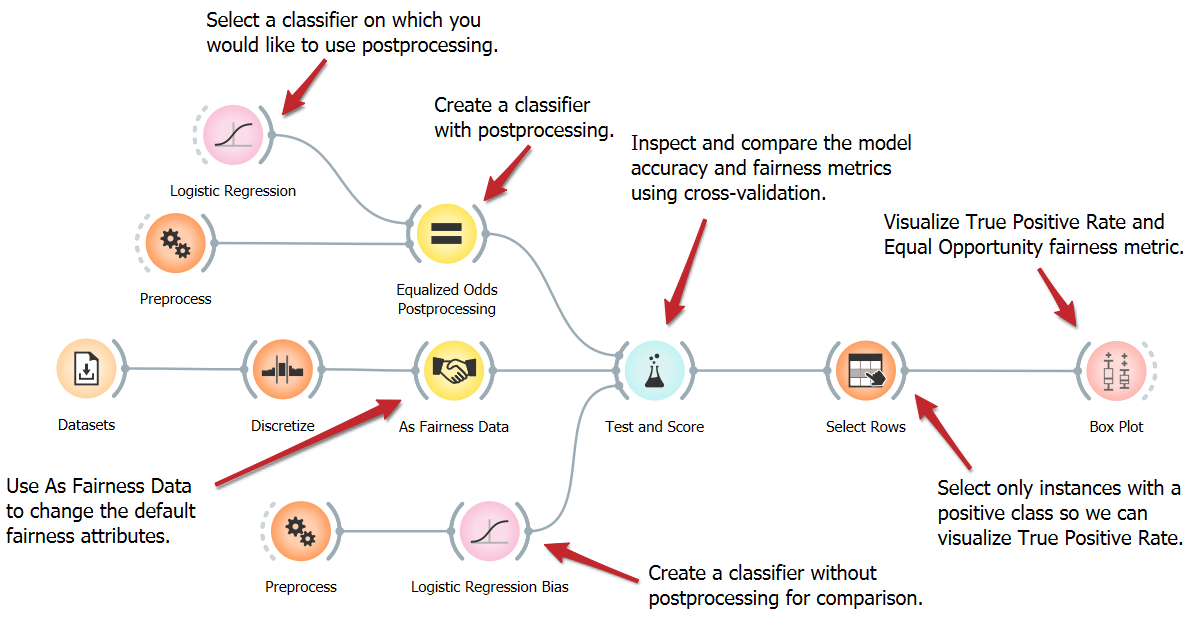 Select a classifier on which you
would like to use postprocessing.
Create a classifier
with postprocessing.
Inspect and compare the model
accuracy and fairness metrics
using cross-validation.
Visualize True Positive Rate and
Equal Opportunity fairness metric.
Logistic Regression
Preprocess
Equalized Odds
Postprocessing
Datasets
Discretize
As Fairness Data
Test and Score
Select Rows
Box Plot
Use As Fairness Data
to change the default
fairness attributes.
Select only instances with a
positive class so we can
visualize True Positive Rate.
Preprocess
Logistic Regression Bias
Create a classifier without
postprocessing for comparison.